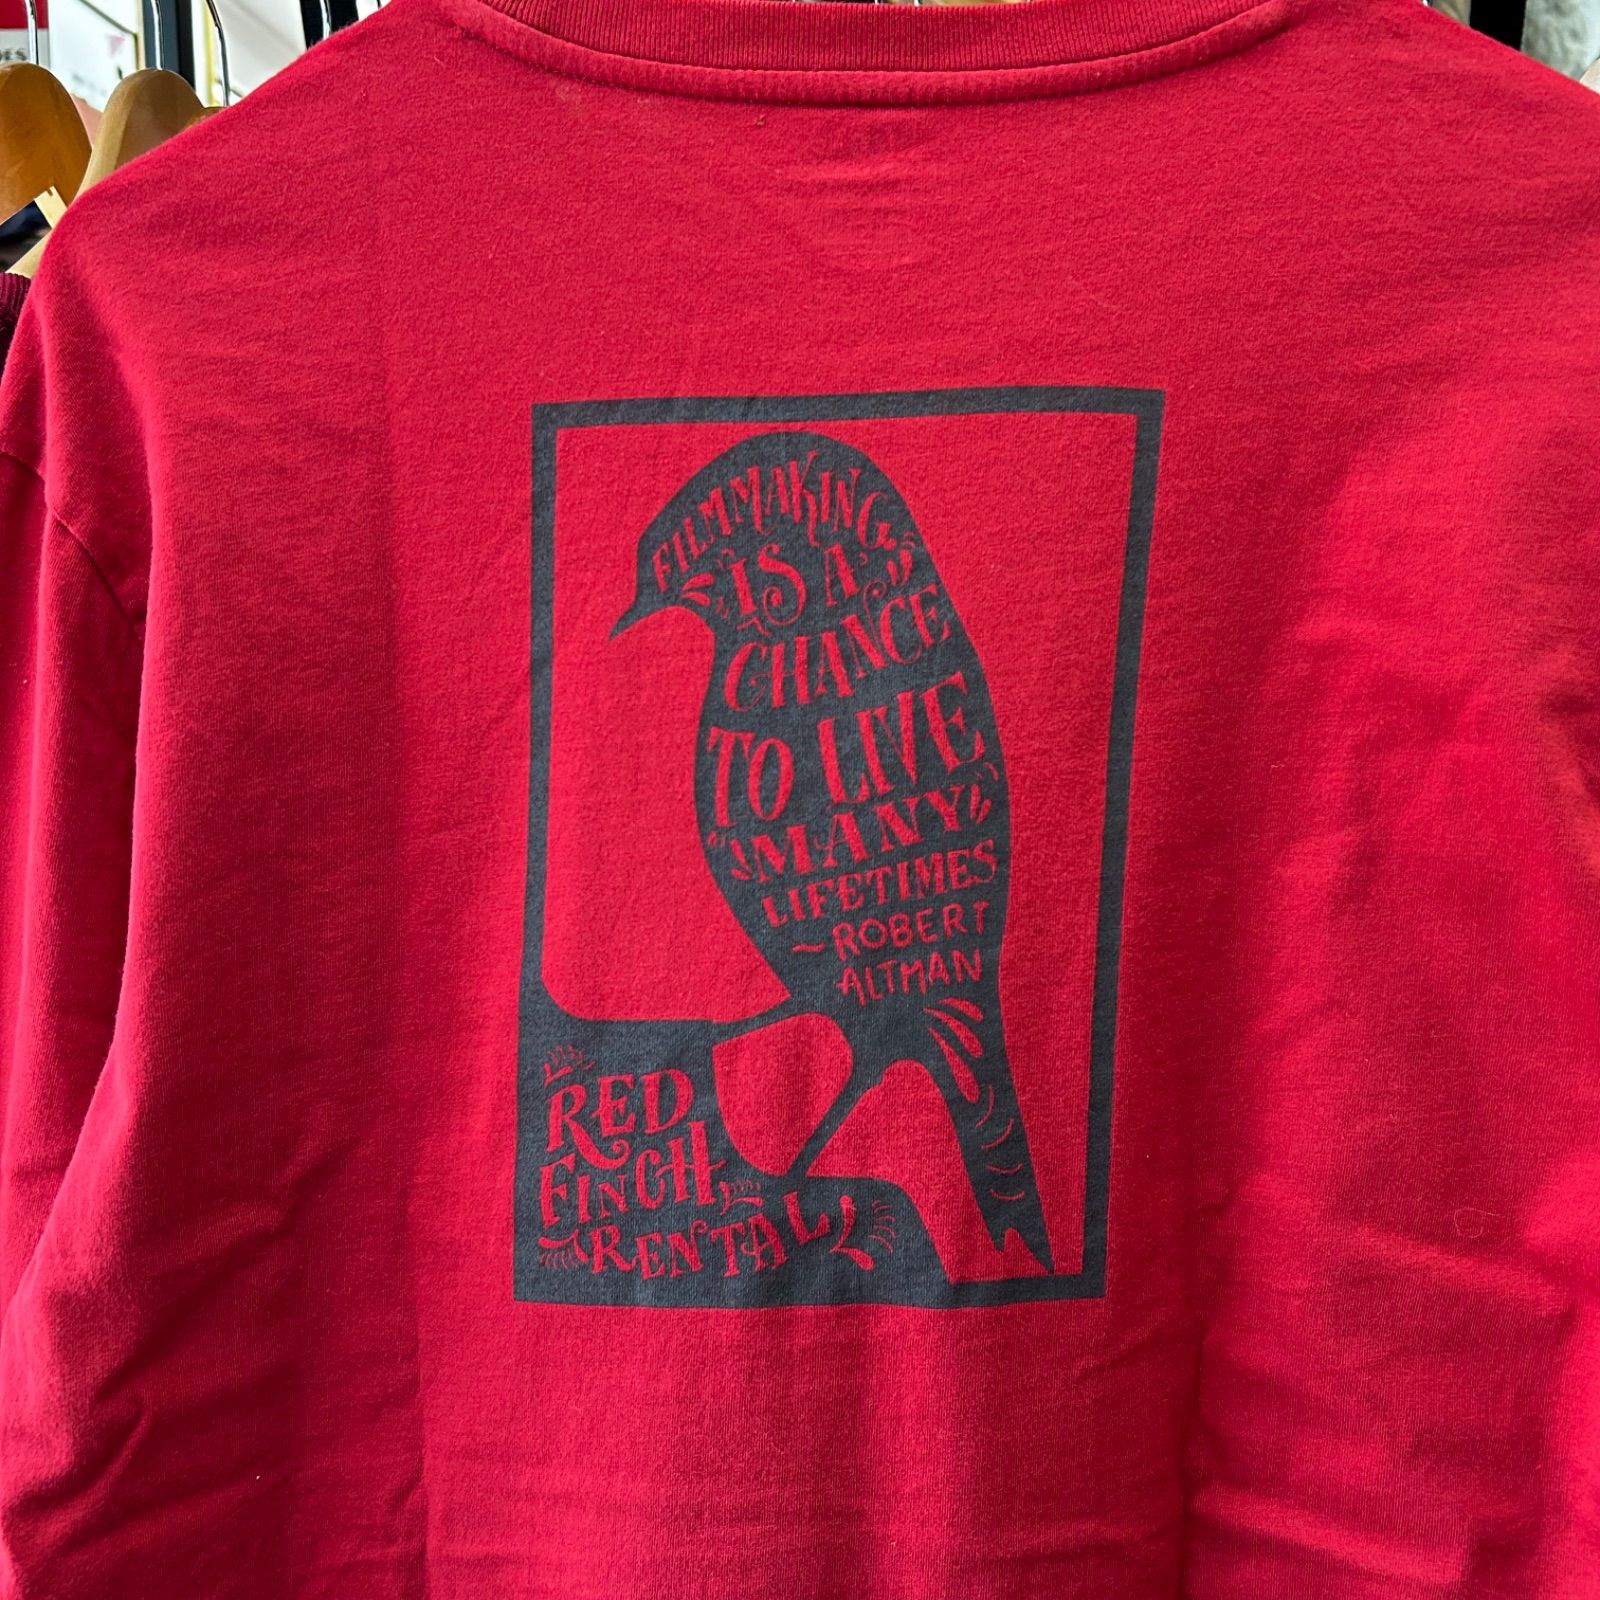 FILMMAKING
IS A
CHANCE
TO LIVE
MANY
LIFETIMES
~ROBERT
ALTMAN
RED
FINCH
RENTAL